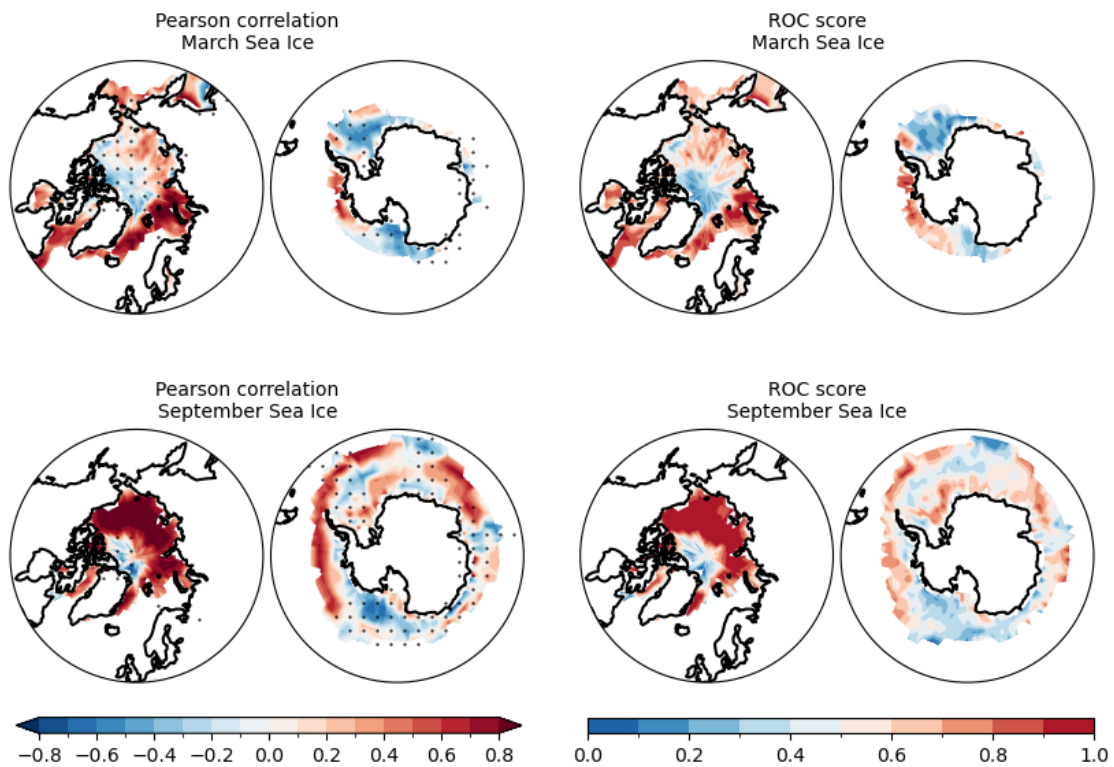 Pearson correlation
March Sea Ice
ROC score
March Sea Ice
Pearson correlation
September Sea Ice
ROC score
September Sea Ice
−0.8 −0.6 −0.4 −0.2 0.0 0.2 0.4 0.6 0.8
0.0 0.2 0.4 0.6 0.8 1.0